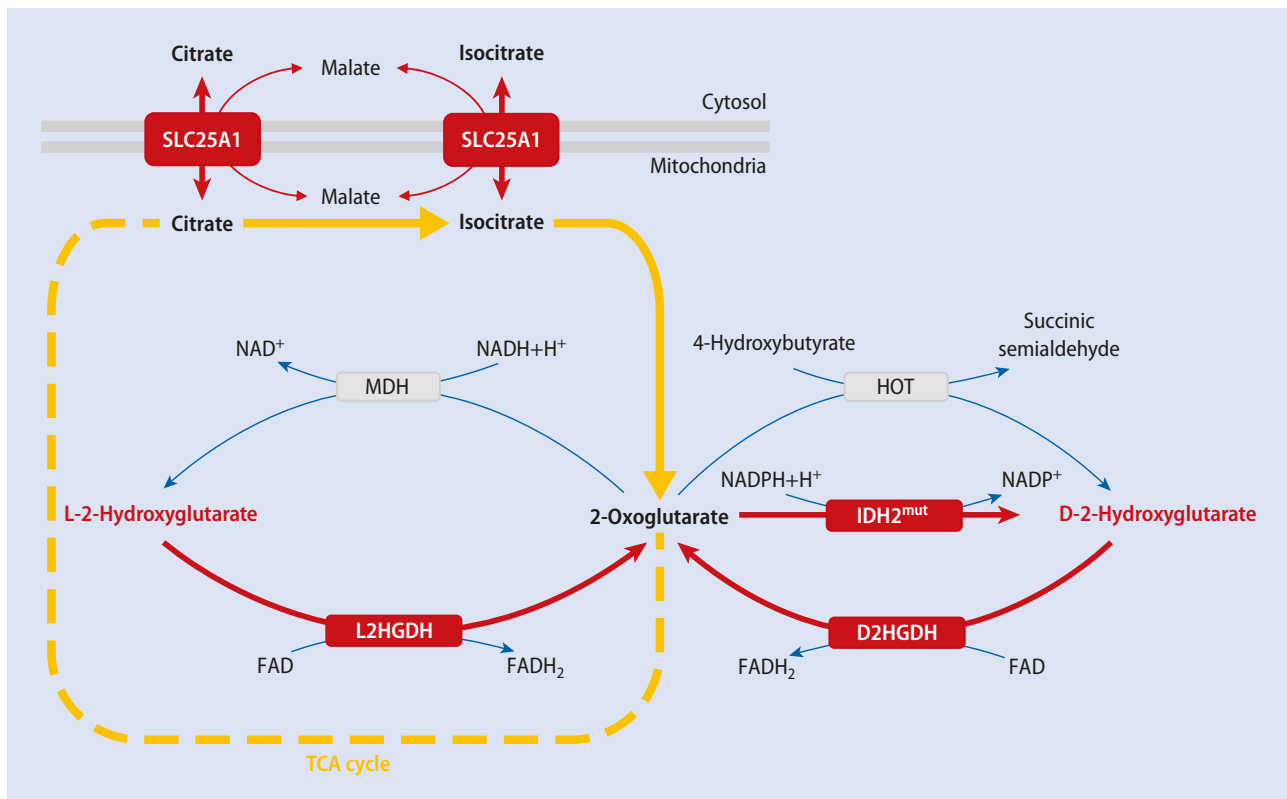 Citrate
Malate
Isocitrate
Cytosol
SLC25A1
SLC25A1
Mitochondria
Malate
Citrate
Isocitrate
NAD⁺
NADH+H⁺
MDH
4-Hydroxybutyrate
Succinic
semialdehyde
HOT
NADPH+H⁺
NADP⁺
L-2-Hydroxyglutarate
2-Oxoglutarate
IDH2ᵐᵘᵗ
D-2-Hydroxyglutarate
L2HGDH
D2HGDH
FAD
FADH₂
FADH₂
FAD
TCA cycle